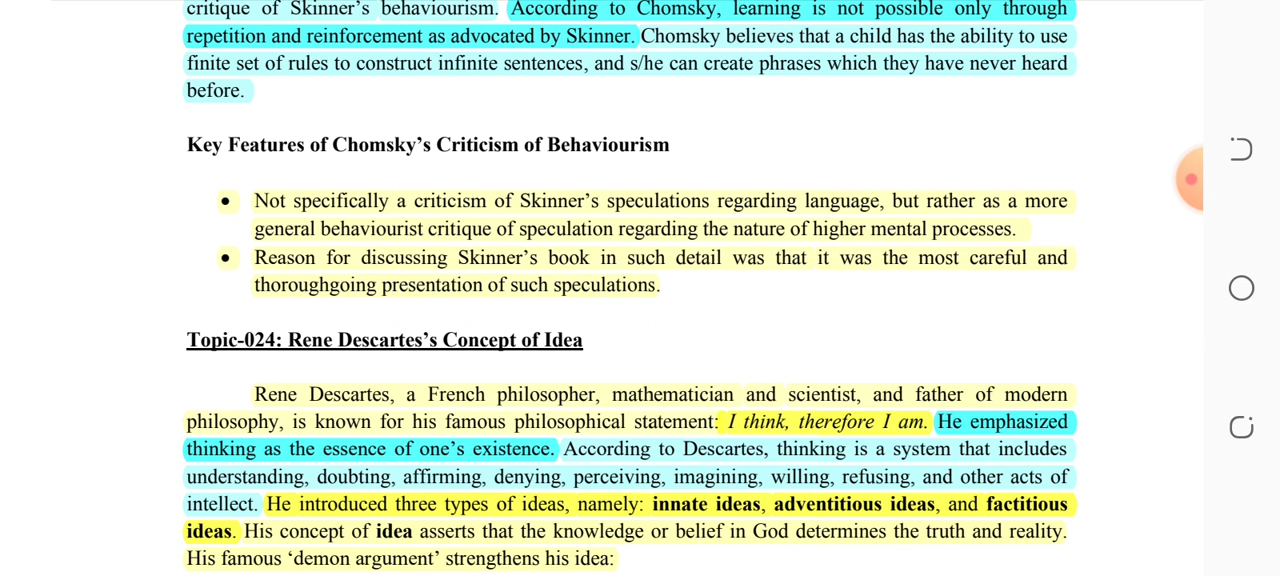 critique of Skinner's behaviourism. According to Chomsky, learning is not possible only through
repetition and reinforcement as advocated by Skinner. Chomsky believes that a child has the ability to use
finite set of rules to construct infinite sentences, and s/he can create phrases which they have never heard
before.
Key Features of Chomsky's Criticism of Behaviourism
• Not specifically a criticism of Skinner's speculations regarding language, but rather as a more
general behaviourist critique of speculation regarding the nature of higher mental processes.
• Reason for discussing Skinner's book in such detail was that it was the most careful and
thoroughgoing presentation of such speculations.
Topic-024: Rene Descartes's Concept of Idea
Rene Descartes, a French philosopher, mathematician and scientist, and father of modern
philosophy, is known for his famous philosophical statement: I think, therefore I am. He emphasized
thinking as the essence of one's existence. According to Descartes, thinking is a system that includes
understanding, doubting, affirming, denying, perceiving, imagining, willing, refusing, and other acts of
intellect. He introduced three types of ideas, namely: innate ideas, adventitious ideas, and factitious
ideas. His concept of idea asserts that the knowledge or belief in God determines the truth and reality.
His famous 'demon argument' strengthens his idea: